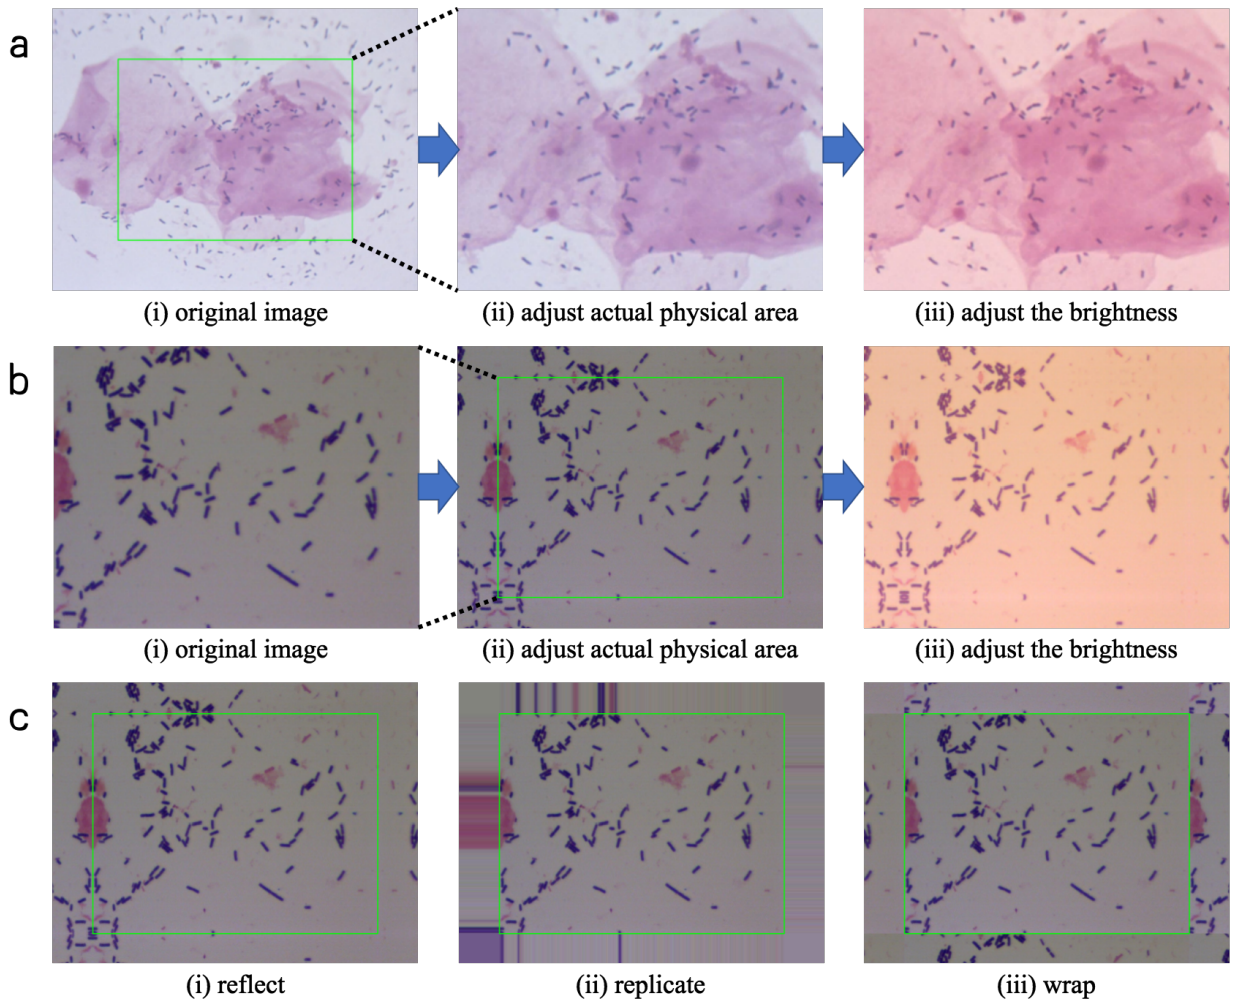 a
(i) original image
(ii) adjust actual physical area
(iii) adjust the brightness
b
(i) original image
(ii) adjust actual physical area
(iii) adjust the brightness
c
(i) reflect
(ii) replicate
(iii) wrap